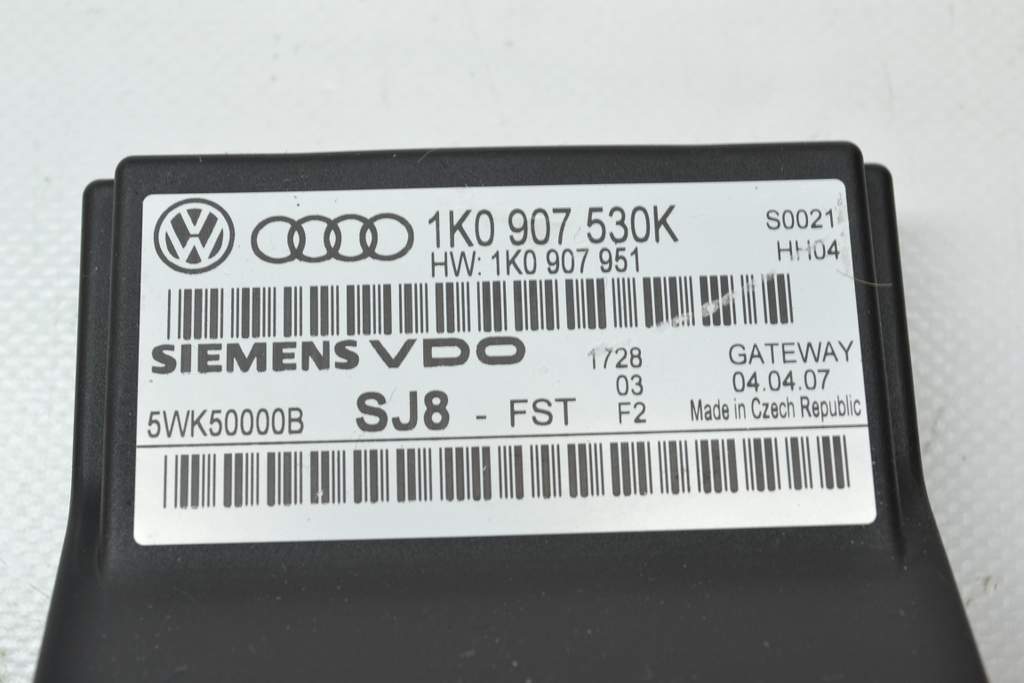 1K0 907 530K S0021
HW: 1K0 907 951 HH04
SIEMENS VDO 1728 GATEWAY
03 04.04.07
5WK50000B SJ8 - FST F2 Made in Czech Republic